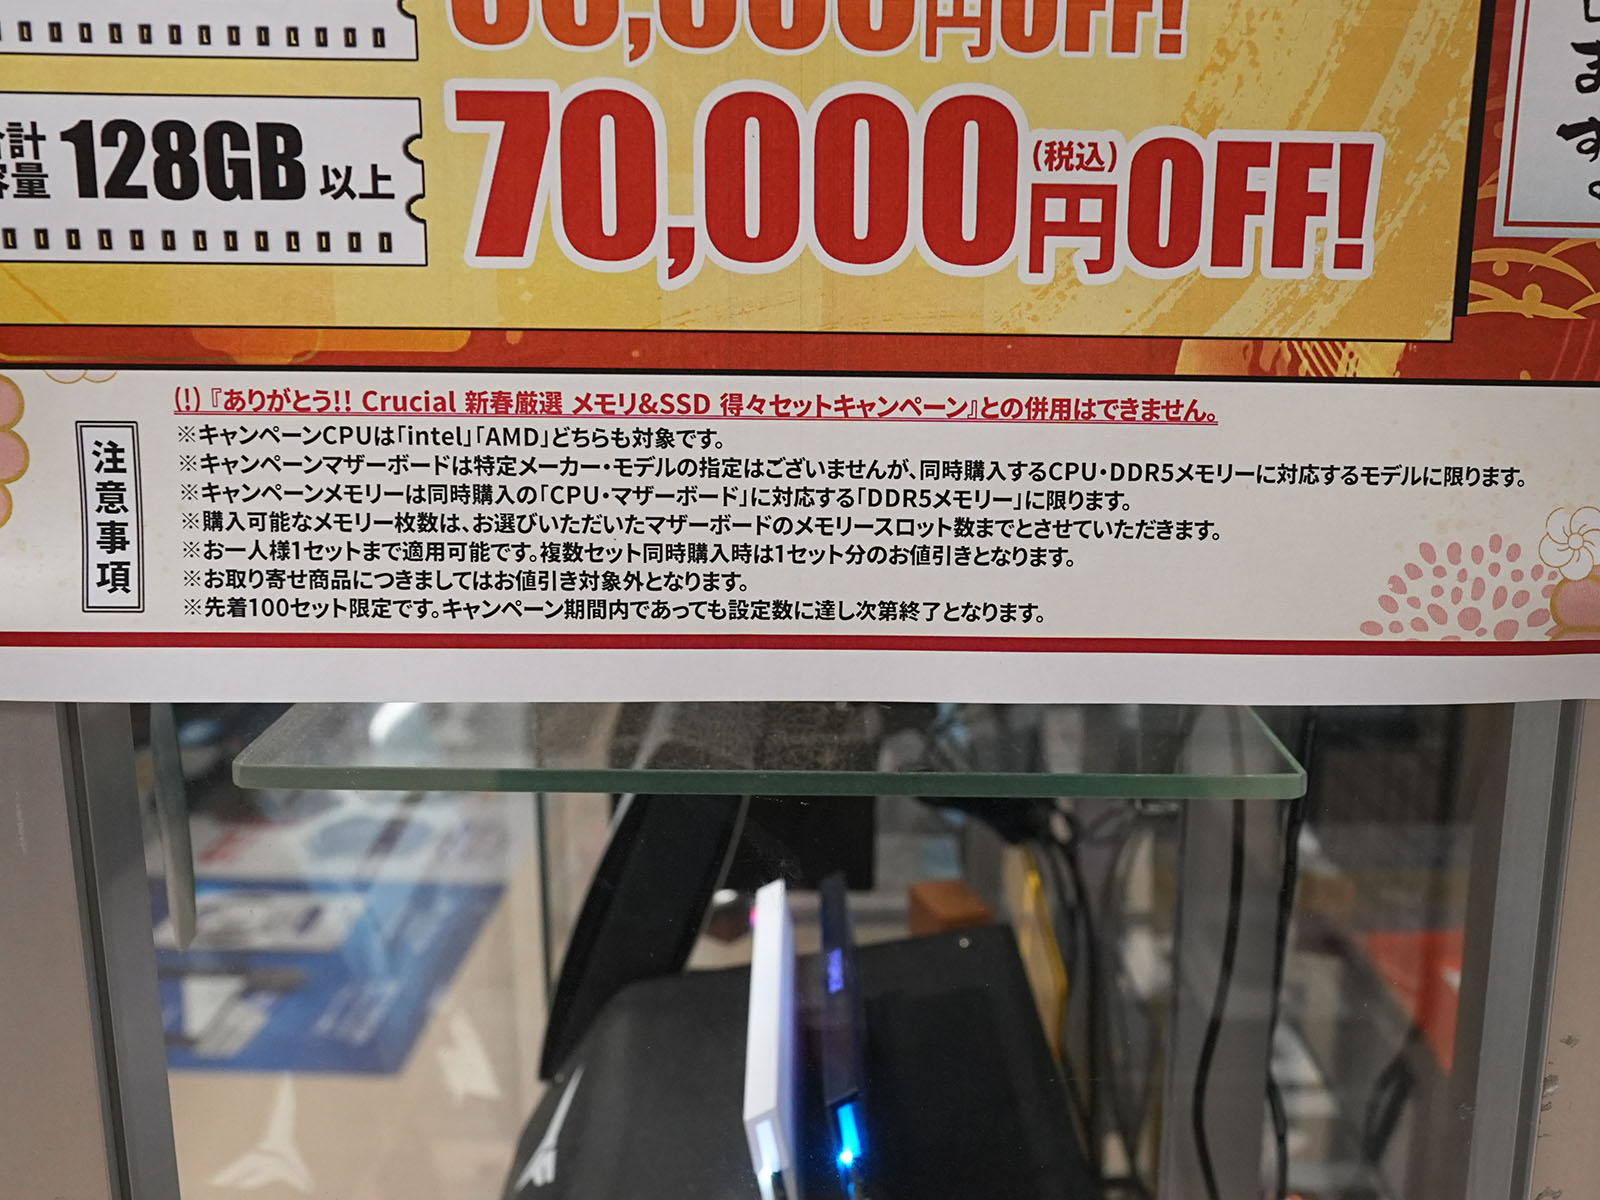 0,000円OFF!
合計容量 128GB 以上
70,000円(税込)OFF!
ます。
注意事項
(!)『ありがとう!! Crucial 新春厳選 メモリ&SSD 得々セットキャンペーン』との併用はできません。
※キャンペーンCPUは「intel」「AMD」どちらも対象です。
※キャンペーンマザーボードは特定メーカー・モデルの指定はございませんが、同時購入するCPU・DDR5メモリーに対応するモデルに限ります。
※キャンペーンメモリーは同時購入の「CPU・マザーボード」に対応する「DDR5メモリー」に限ります。
※購入可能なメモリー枚数は、お選びいただいたマザーボードのメモリースロット数までとさせていただきます。
※お一人様1セットまで適用可能です。複数セット同時購入時は1セット分のお値引きとなります。
※お取り寄せ商品につきましてはお値引き対象外となります。
※先着100セット限定です。キャンペーン期間内であっても設定数に達し次第終了となります。